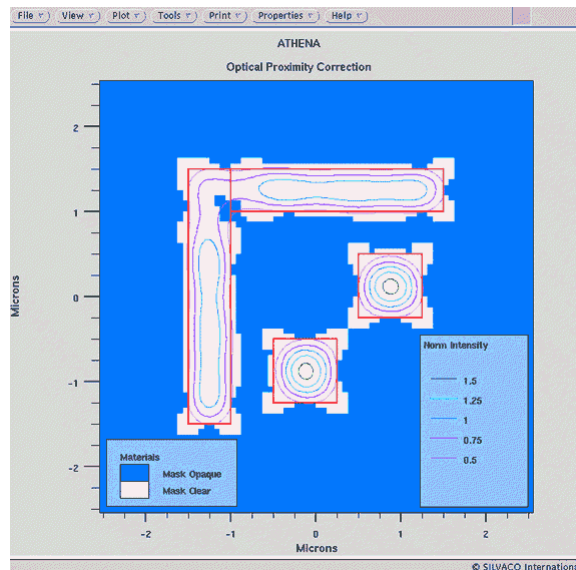 File View Plot Tools Print Properties Help
ATHENA
Optical Proximity Correction
2
1
0
-1
-2
Microns
-2 -1 0 1 2
Microns
Norm Intensity
1.5
1.25
1
0.75
0.5
Materials
Mask Opaque
Mask Clear
© SILVACO Internationa